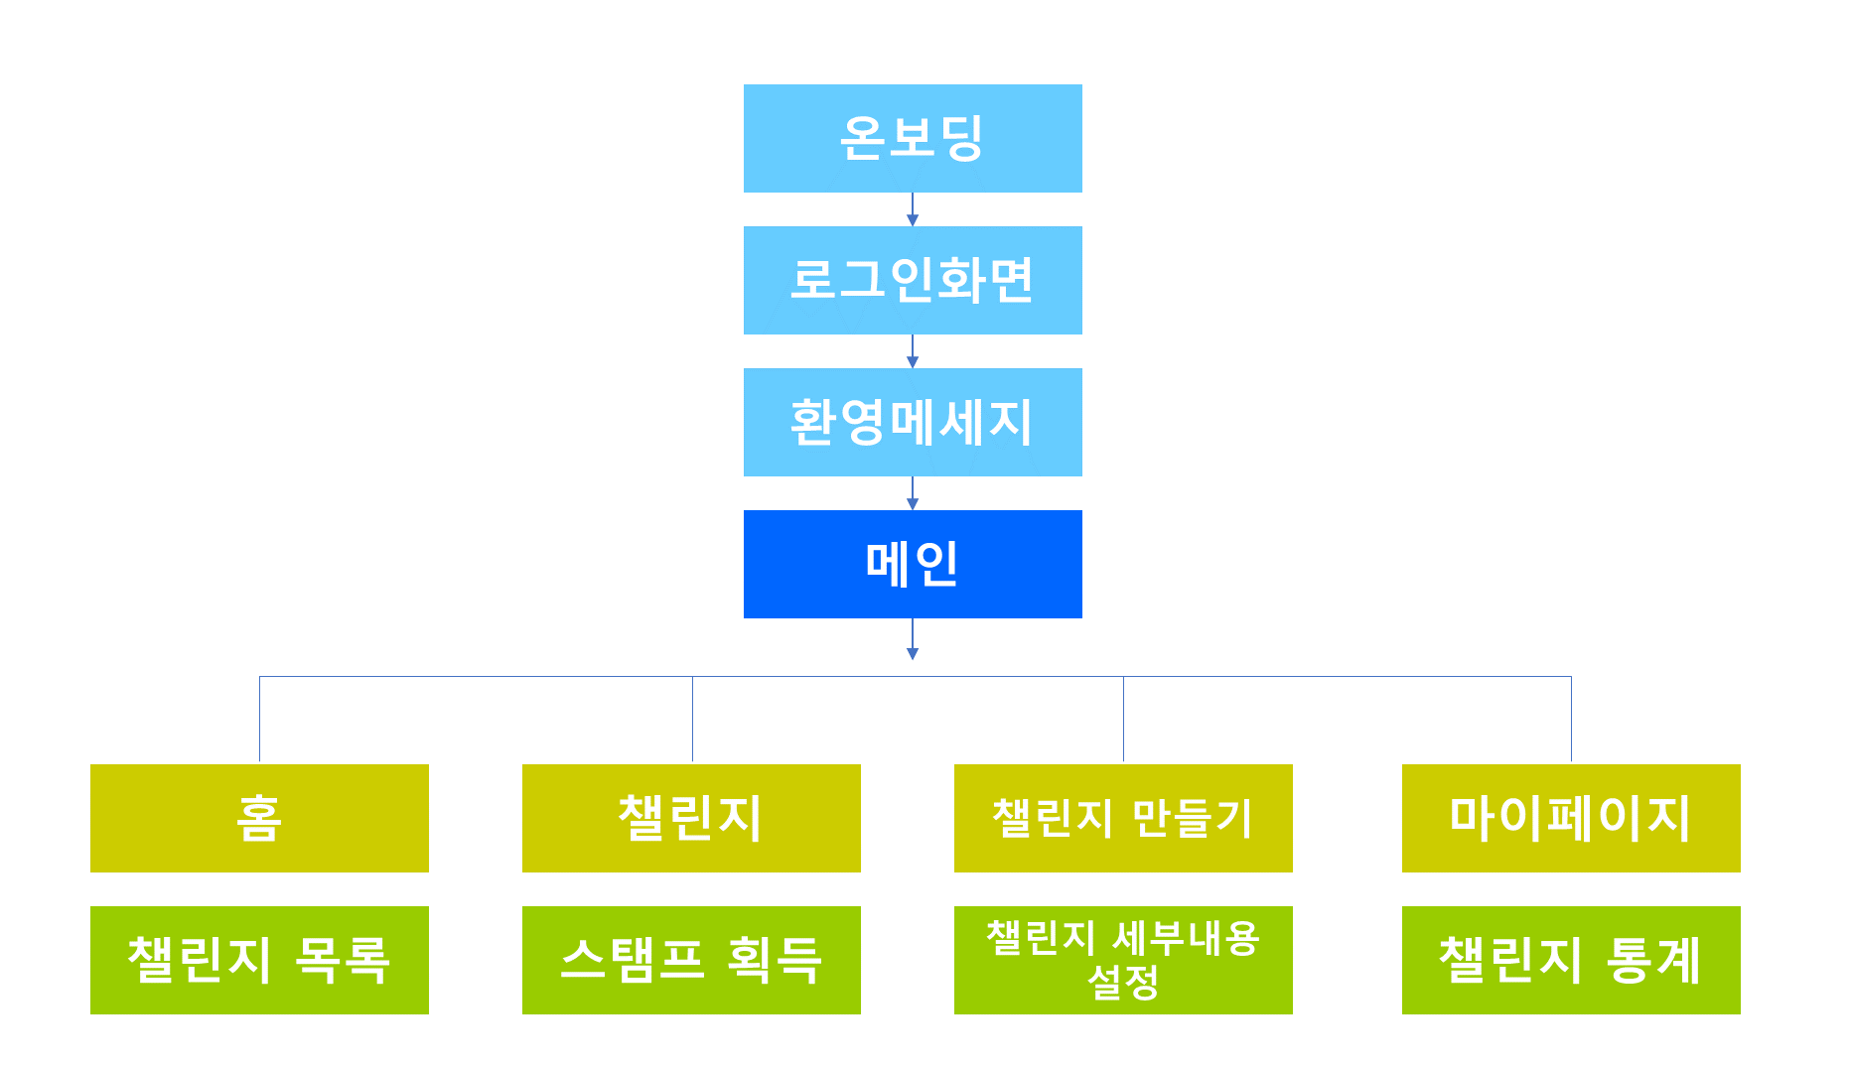 온보딩
로그인화면
환영메세지
메인
홈
챌린지
챌린지 만들기
마이페이지
챌린지 목록
스탬프 획득
챌린지 세부내용
설정
챌린지 통계